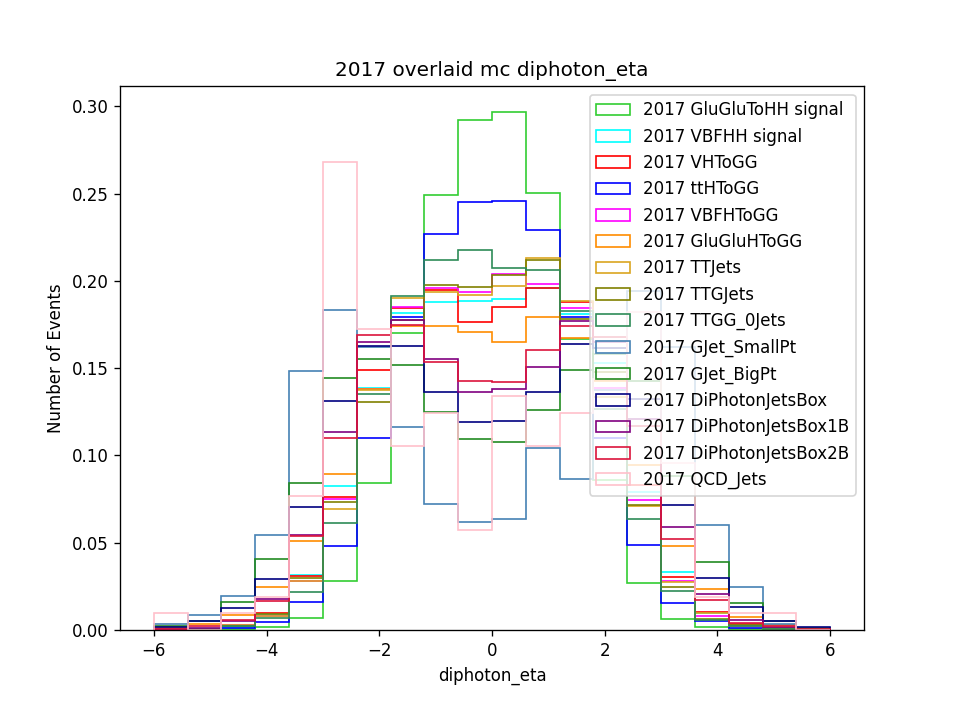 2017 overlaid mc diphoton_eta
Number of Events
0.30
0.25
0.20
0.15
0.10
0.05
0.00
2017 GluGluToHH signal
2017 VBFHH signal
2017 VHToGG
2017 ttHToGG
2017 VBFHToGG
2017 GluGluHToGG
2017 TTJets
2017 TTGJets
2017 TTGG_0Jets
2017 GJet_SmallPt
2017 GJet_BigPt
2017 DiPhotonJetsBox
2017 DiPhotonJetsBox1B
2017 DiPhotonJetsBox2B
2017 QCD_Jets
−6 −4 −2 0 2 4 6
diphoton_eta